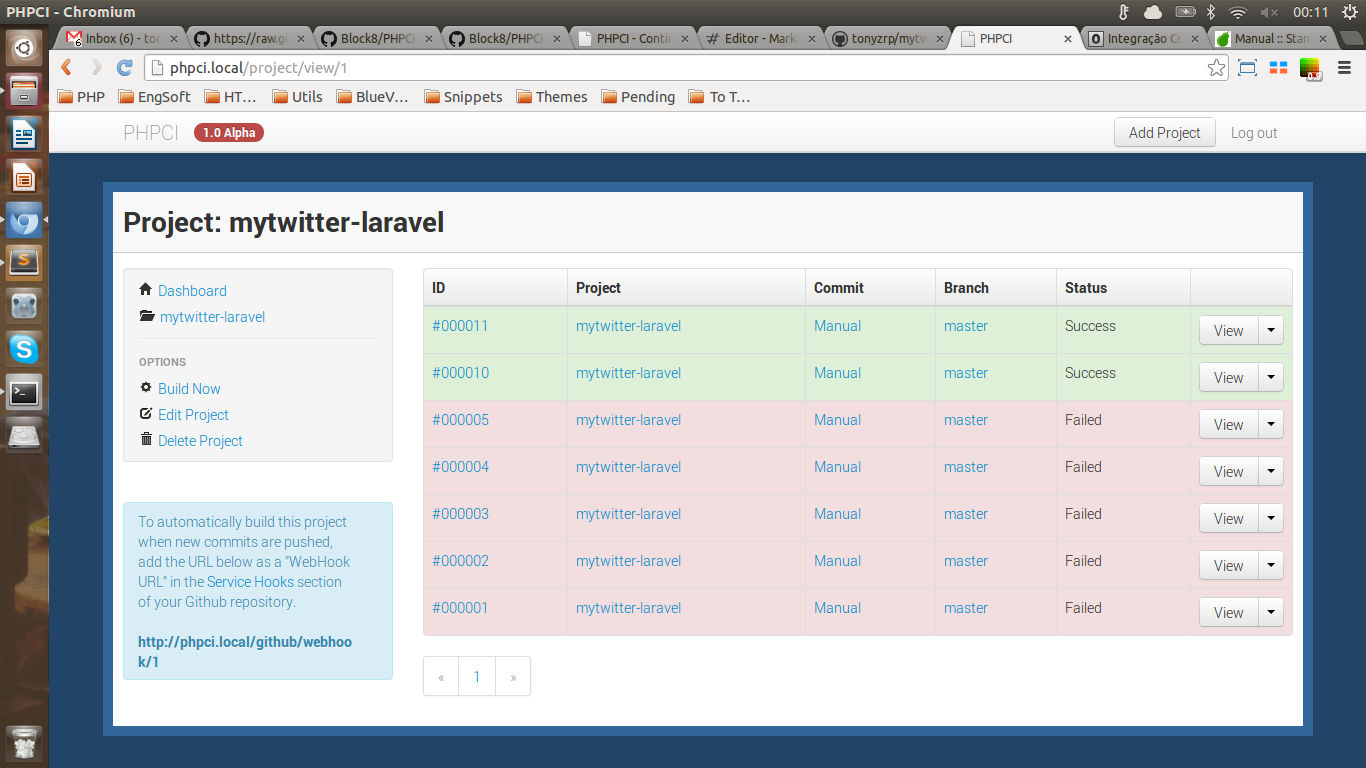 PHPCI - Chromium
00:11
Inbox (6) - tor
https://raw.gi
Block8/PHPC
Block8/PHPC
PHPCI - Conti
Editor - Mark
tonyzrp/mytw
PHPCI
Integração Co
Manual :: Stan
phpci.local/project/view/1
PHP
EngSoft
HT...
Utils
BlueV...
Snippets
Themes
Pending
To T...
PHPCI
1.0 Alpha
Add Project
Log out
Project: mytwitter-laravel
Dashboard
mytwitter-laravel
OPTIONS
Build Now
Edit Project
Delete Project
To automatically build this project
when new commits are pushed,
add the URL below as a "WebHook
URL" in the Service Hooks section
of your Github repository.
http://phpci.local/github/webhoo
k/1
ID Project Commit Branch Status
#000011 mytwitter-laravel Manual master Success View
#000010 mytwitter-laravel Manual master Success View
#000005 mytwitter-laravel Manual master Failed View
#000004 mytwitter-laravel Manual master Failed View
#000003 mytwitter-laravel Manual master Failed View
#000002 mytwitter-laravel Manual master Failed View
#000001 mytwitter-laravel Manual master Failed View
« 1 »